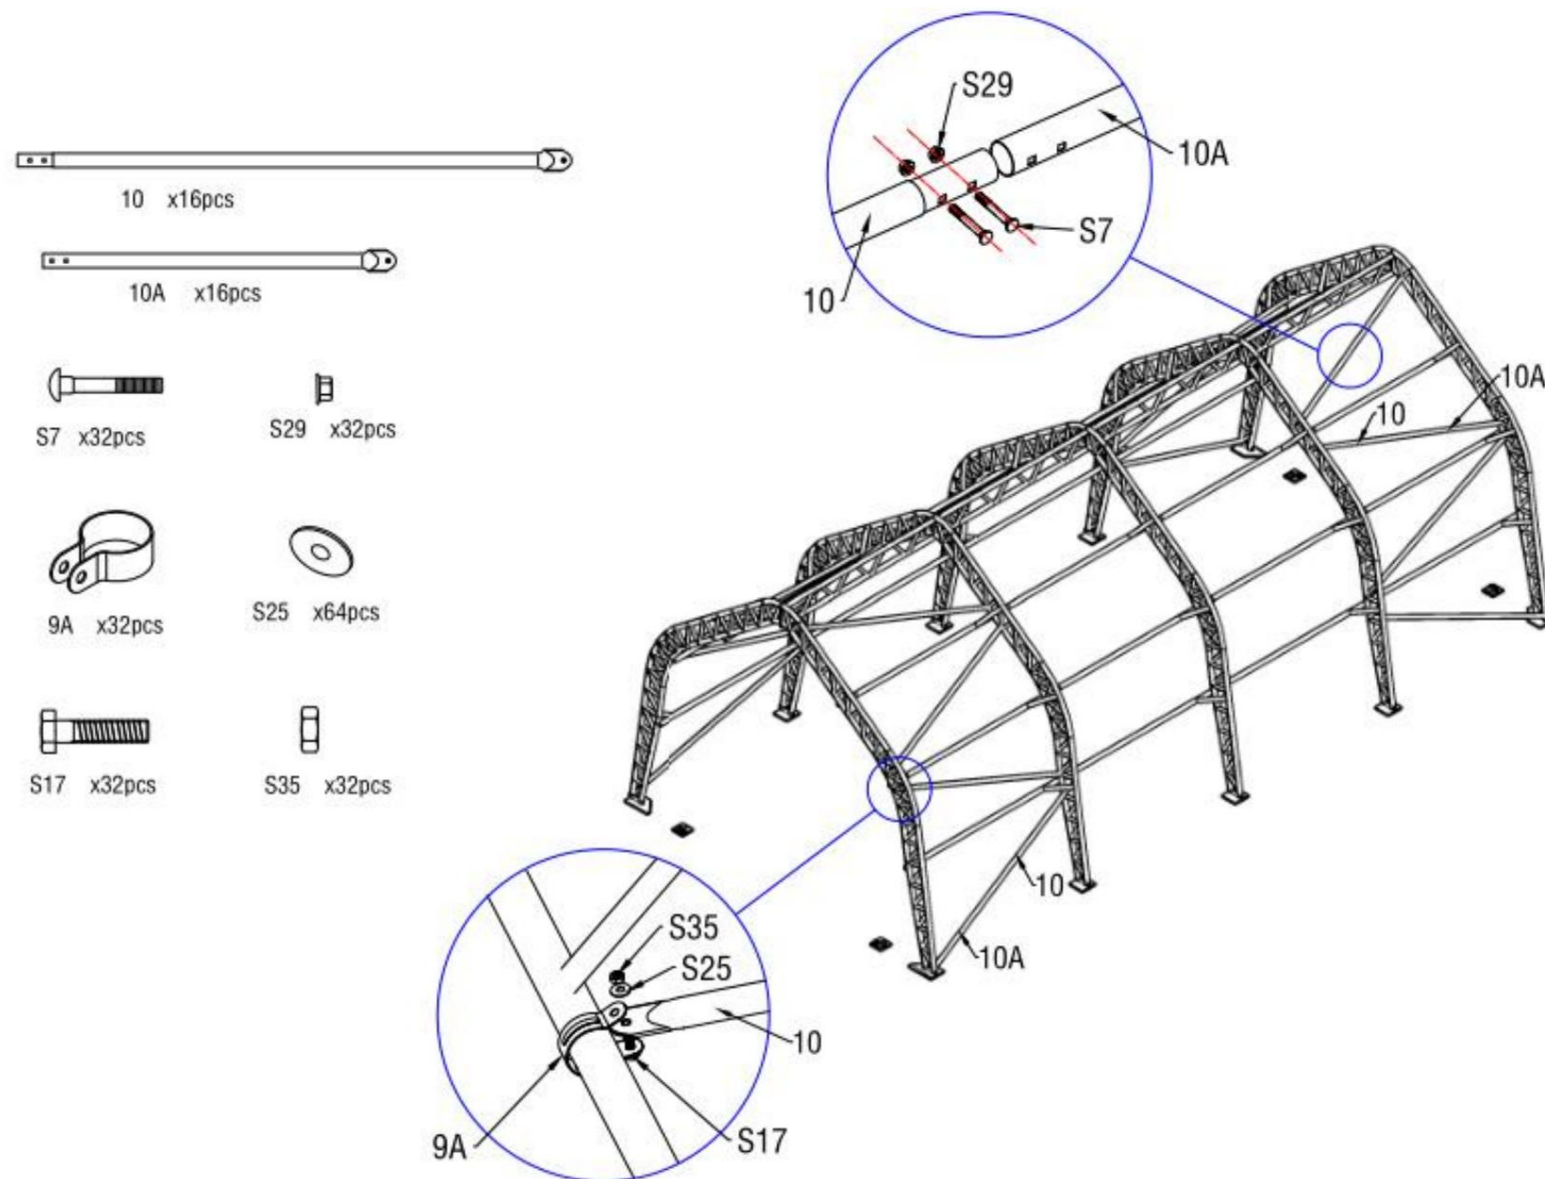 10 x16pcs
10A x16pcs
S7 x32pcs
S29 x32pcs
9A x32pcs
S25 x64pcs
S17 x32pcs
S35 x32pcs
S29
10A
S7
10
10A
10
10
10A
S35
S25
10
9A
S17